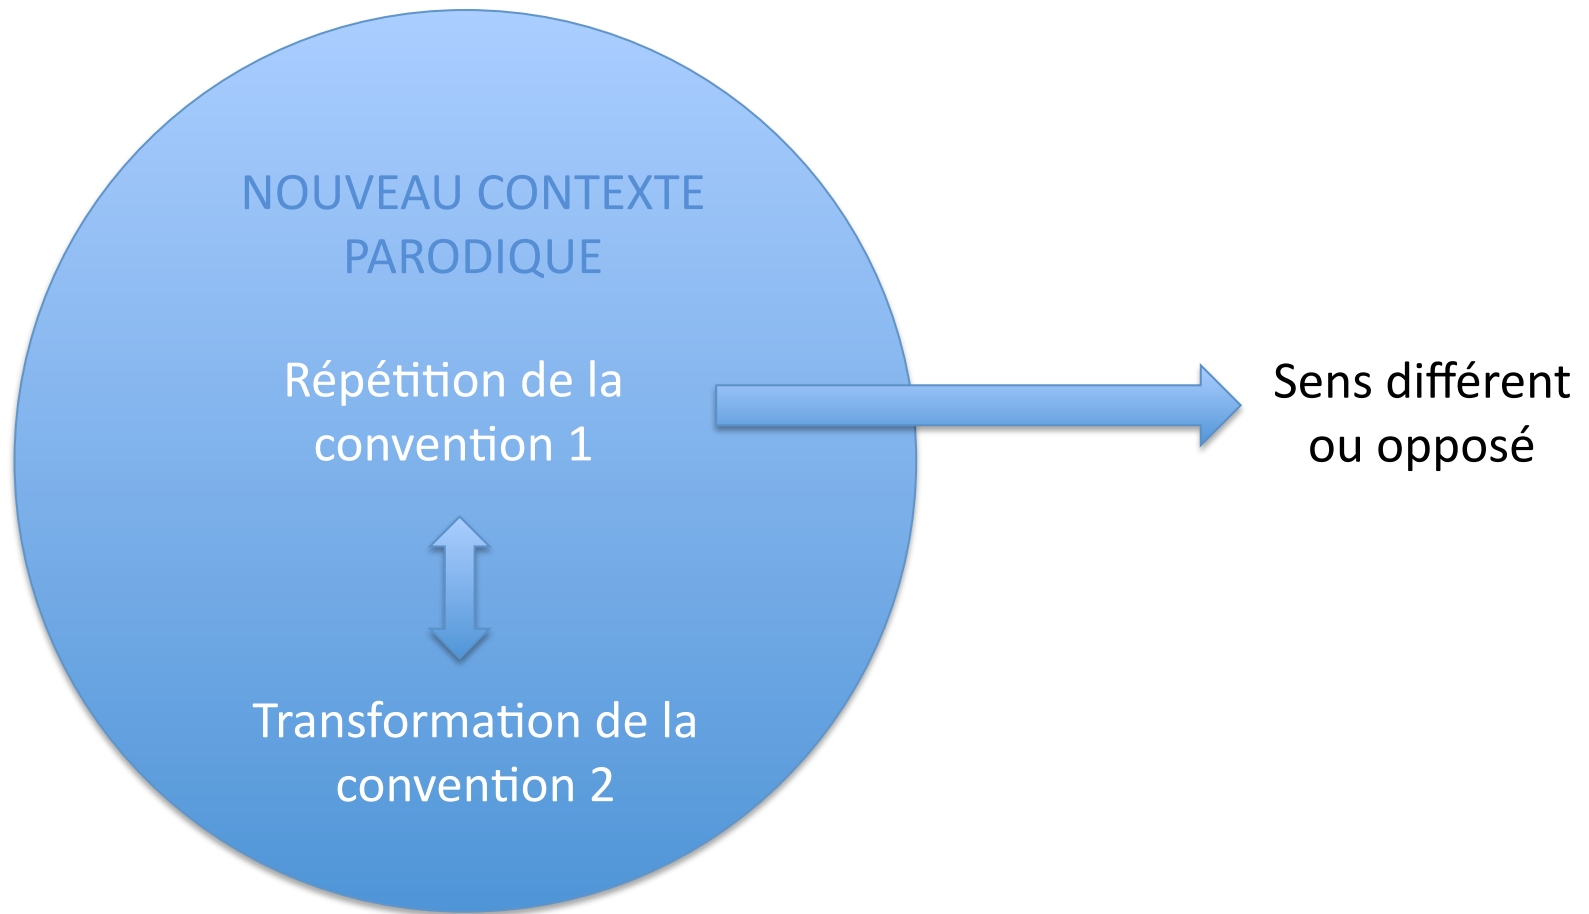 NOUVEAU CONTEXTE
PARODIQUE
Répétition de la
convention 1
Sens différent
ou opposé
Transformation de la
convention 2